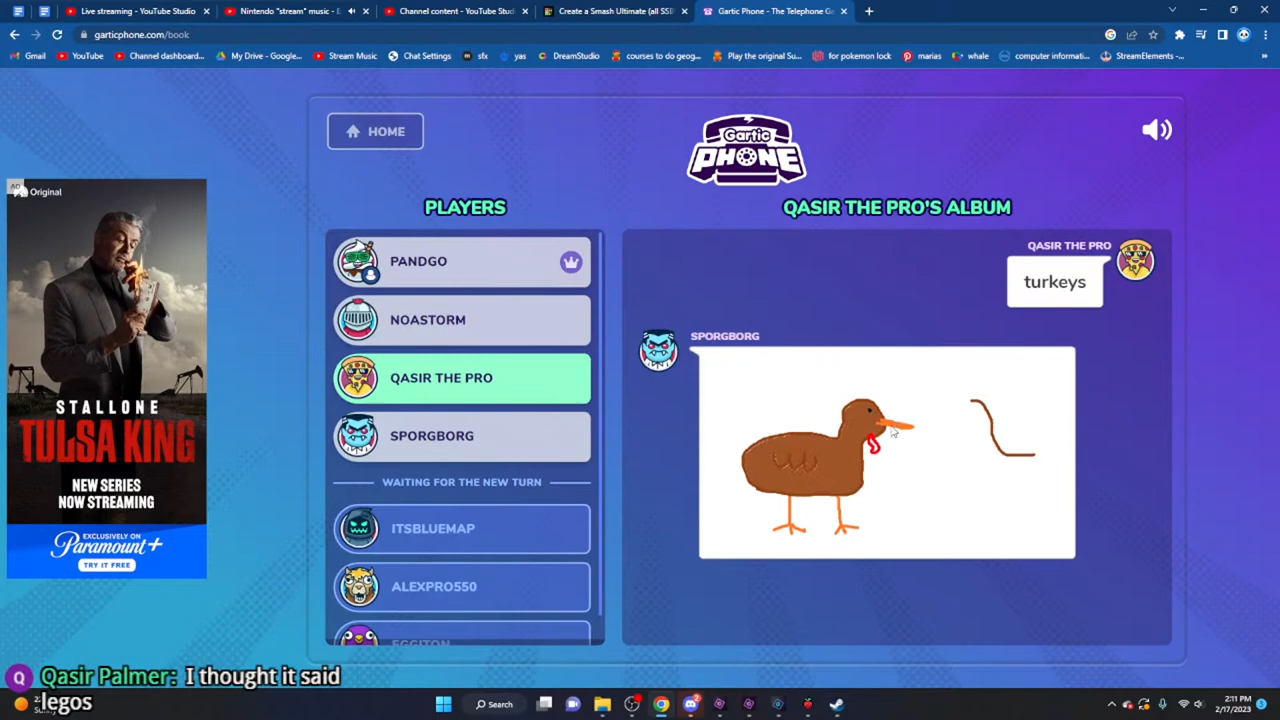 Live streaming - YouTube Studio
Nintendo "stream" music - E
Channel content - YouTube Stud
Create a Smash Ultimate (all SSB
Gartic Phone - The Telephone Ga
garticphone.com/book
Gmail
YouTube
Channel dashboard...
My Drive - Googl...
Stream Music
Chat Settings
sfx
yas
DreamStudio
courses to do geog...
Play the original Su...
for pokemon lock
marias
whale
computer informati...
StreamElements -...
HOME
Gartic
PHONE
AD
Original
PLAYERS
QASIR THE PRO'S ALBUM
PANDGO
NOASTORM
QASIR THE PRO
SPORGBORG
WAITING FOR THE NEW TURN
ITSBLUEMAP
ALEXPRO550
EGGITON
QASIR THE PRO
turkeys
SPORGBORG
STALLONE
TULSA KING
NEW SERIES
NOW STREAMING
EXCLUSIVELY ON
Paramount+
TRY IT FREE
Q
Qasir Palmer: I thought it said
legos
Search
2:11 PM
2/17/2023